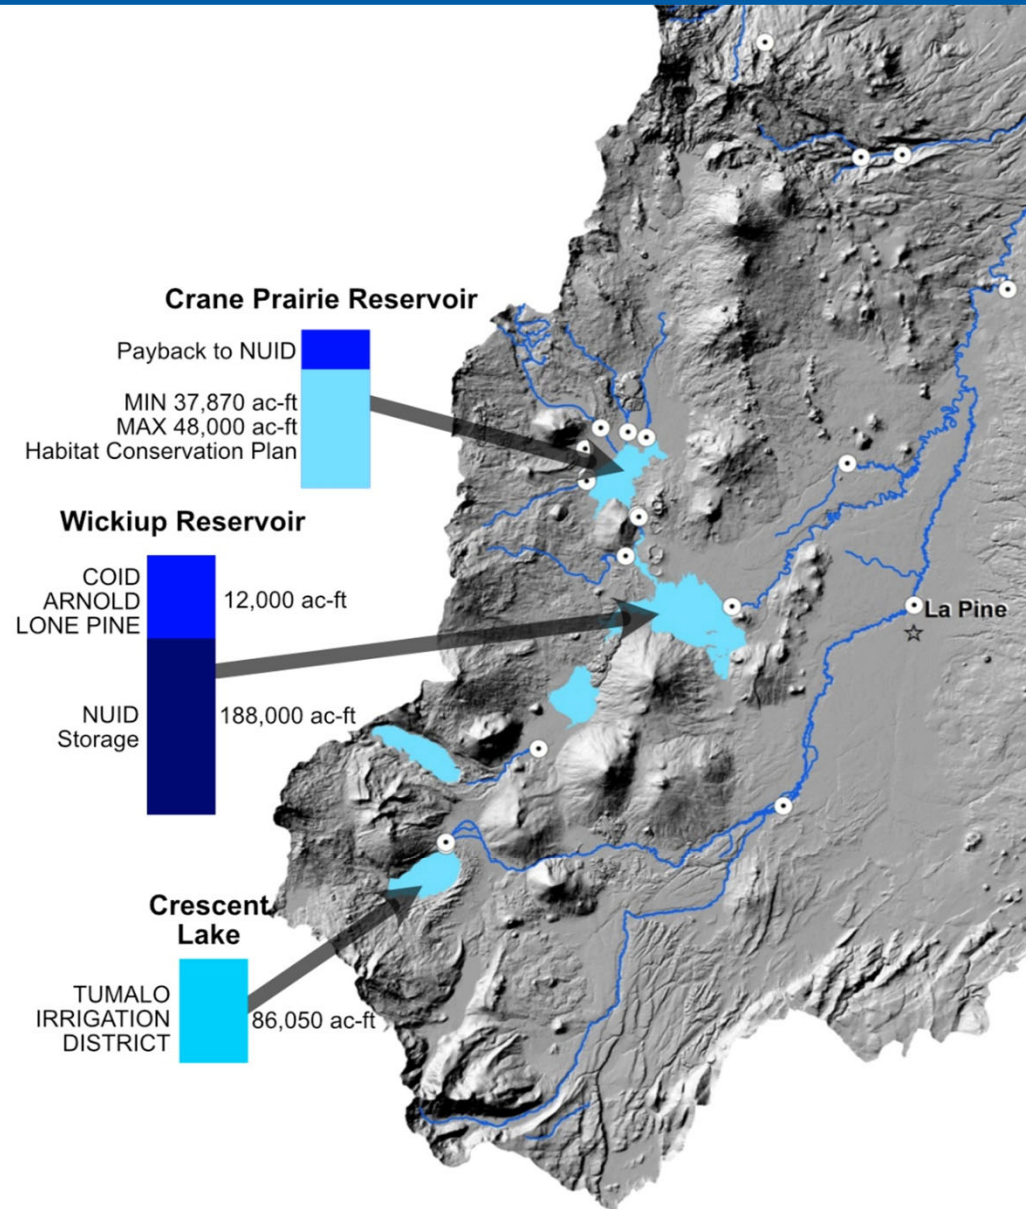 Crane Prairie Reservoir
Payback to NUID
MIN 37,870 ac-ft
MAX 48,000 ac-ft
Habitat Conservation Plan
Wickiup Reservoir
COID
ARNOLD
LONE PINE
12,000 ac-ft
NUID
Storage
188,000 ac-ft
La Pine
Crescent
Lake
TUMALO
IRRIGATION
DISTRICT
86,050 ac-ft